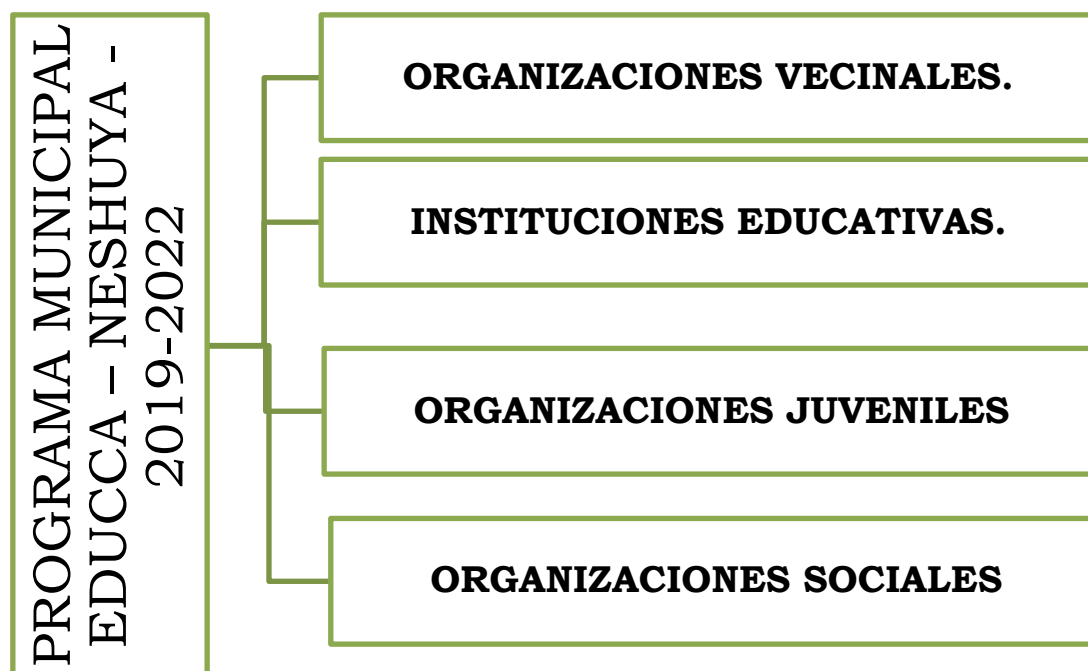 PROGRAMA MUNICIPAL
EDUCCA – NESHUYA -
2019-2022
ORGANIZACIONES VECINALES.
INSTITUCIONES EDUCATIVAS.
ORGANIZACIONES JUVENILES
ORGANIZACIONES SOCIALES